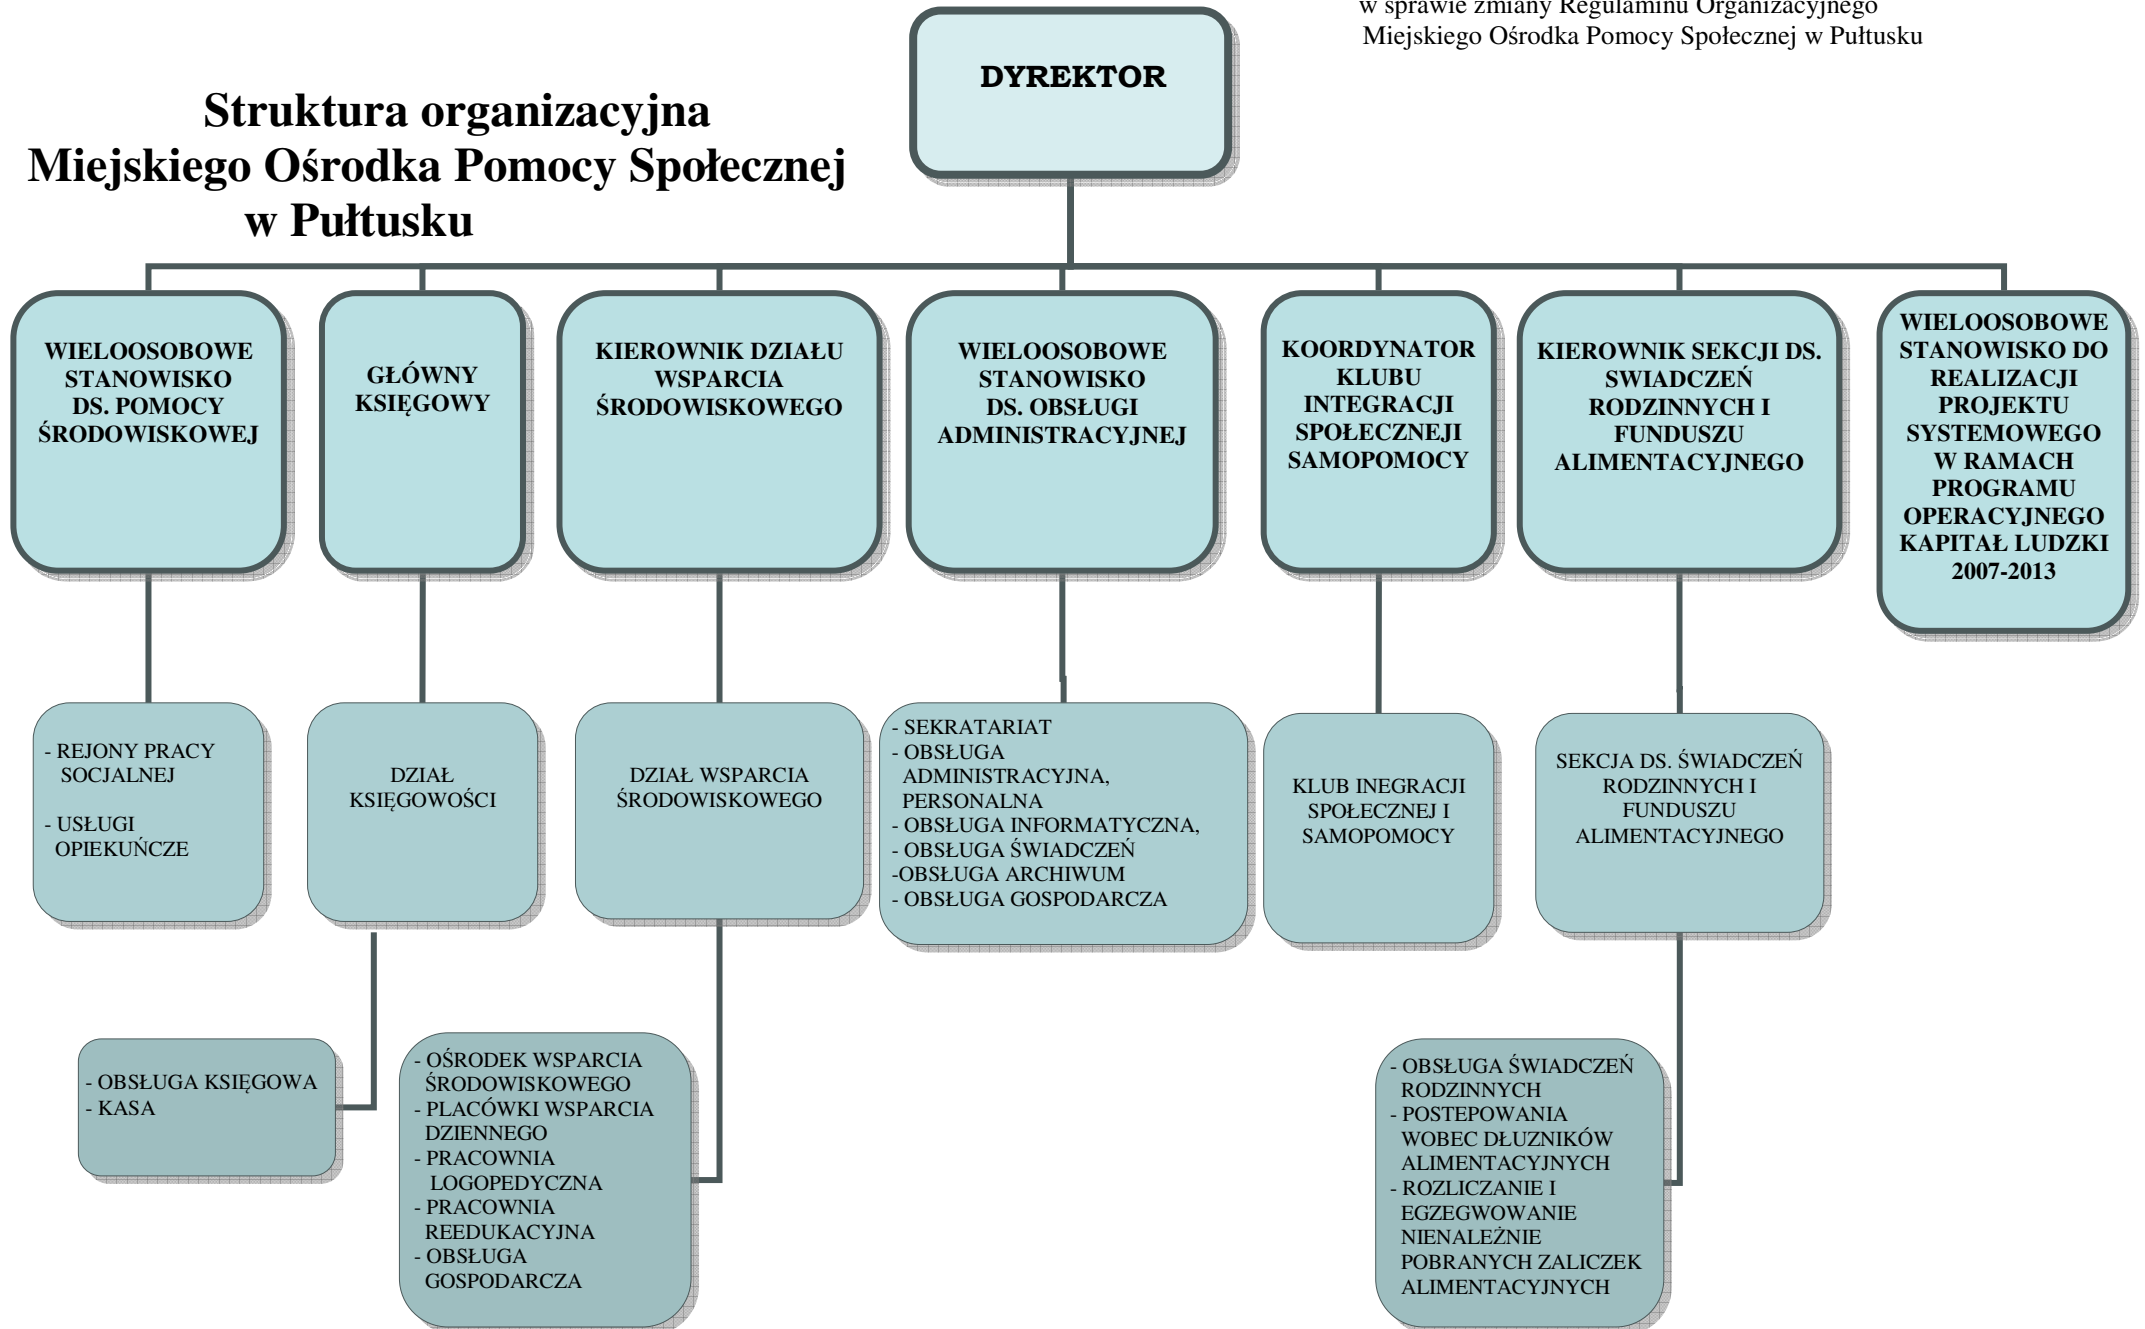 w sprawie zmiany Regulaminu Organizacyjnego
Miejskiego Ośrodka Pomocy Społecznej w Pułtusku
Struktura organizacyjna
Miejskiego Ośrodka Pomocy Społecznej
w Pułtusku
DYREKTOR
WIELOOSOBOWE
STANOWISKO
DS. POMOCY
ŚRODOWISKOWEJ
GŁÓWNY
KSIĘGOWY
KIEROWNIK DZIAŁU
WSPARCIA
ŚRODOWISKOWEGO
WIELOOSOBOWE
STANOWISKO
DS. OBSŁUGI
ADMINISTRACYJNEJ
KOORDYNATOR
KLUBU
INTEGRACJI
SPOŁECZNEJI
SAMOPOMOCY
KIEROWNIK SEKCJI DS.
SWIADCZEŃ
RODZINNYCH I
FUNDUSZU
ALIMENTACYJNEGO
WIELOOSOBOWE
STANOWISKO DO
REALIZACJI
PROJEKTU
SYSTEMOWEGO
W RAMACH
PROGRAMU
OPERACYJNEGO
KAPITAŁ LUDZKI
2007-2013
- REJONY PRACY
SOCJALNEJ
- USŁUGI
OPIEKUŃCZE
DZIAŁ
KSIĘGOWOŚCI
DZIAŁ WSPARCIA
ŚRODOWISKOWEGO
- SEKRATARIAT
- OBSŁUGA
ADMINISTRACYJNA,
PERSONALNA
- OBSŁUGA INFORMATYCZNA,
- OBSŁUGA ŚWIADCZEŃ
-OBSŁUGA ARCHIWUM
- OBSŁUGA GOSPODARCZA
KLUB INEGRACJI
SPOŁECZNEJ I
SAMOPOMOCY
SEKCJA DS. ŚWIADCZEŃ
RODZINNYCH I
FUNDUSZU
ALIMENTACYJNEGO
- OBSŁUGA KSIĘGOWA
- KASA
- OŚRODEK WSPARCIA
ŚRODOWISKOWEGO
- PLACÓWKI WSPARCIA
DZIENNEGO
- PRACOWNIA
LOGOPEDYCZNA
- PRACOWNIA
REEDUKACYJNA
- OBSŁUGA
GOSPODARCZA
- OBSŁUGA ŚWIADCZEŃ
RODZINNYCH
- POSTEPOWANIA
WOBEC DŁUZNIKÓW
ALIMENTACYJNYCH
- ROZLICZANIE I
EGZEGWOWANIE
NIENALEŻNIE
POBRANYCH ZALICZEK
ALIMENTACYJNYCH